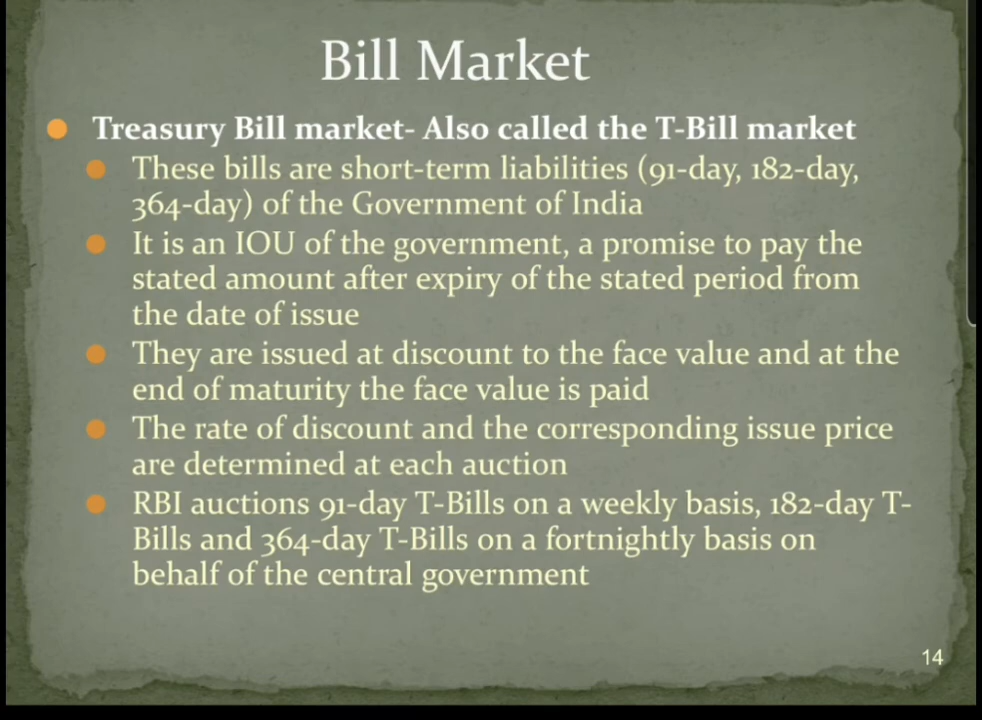 Bill Market
Treasury Bill market- Also called the T-Bill market
These bills are short-term liabilities (91-day, 182-day,
364-day) of the Government of India
It is an IOU of the government, a promise to pay the
stated amount after expiry of the stated period from
the date of issue
They are issued at discount to the face value and at the
end of maturity the face value is paid
The rate of discount and the corresponding issue price
are determined at each auction
RBI auctions 91-day T-Bills on a weekly basis, 182-day T-
Bills and 364-day T-Bills on a fortnightly basis on
behalf of the central government
14